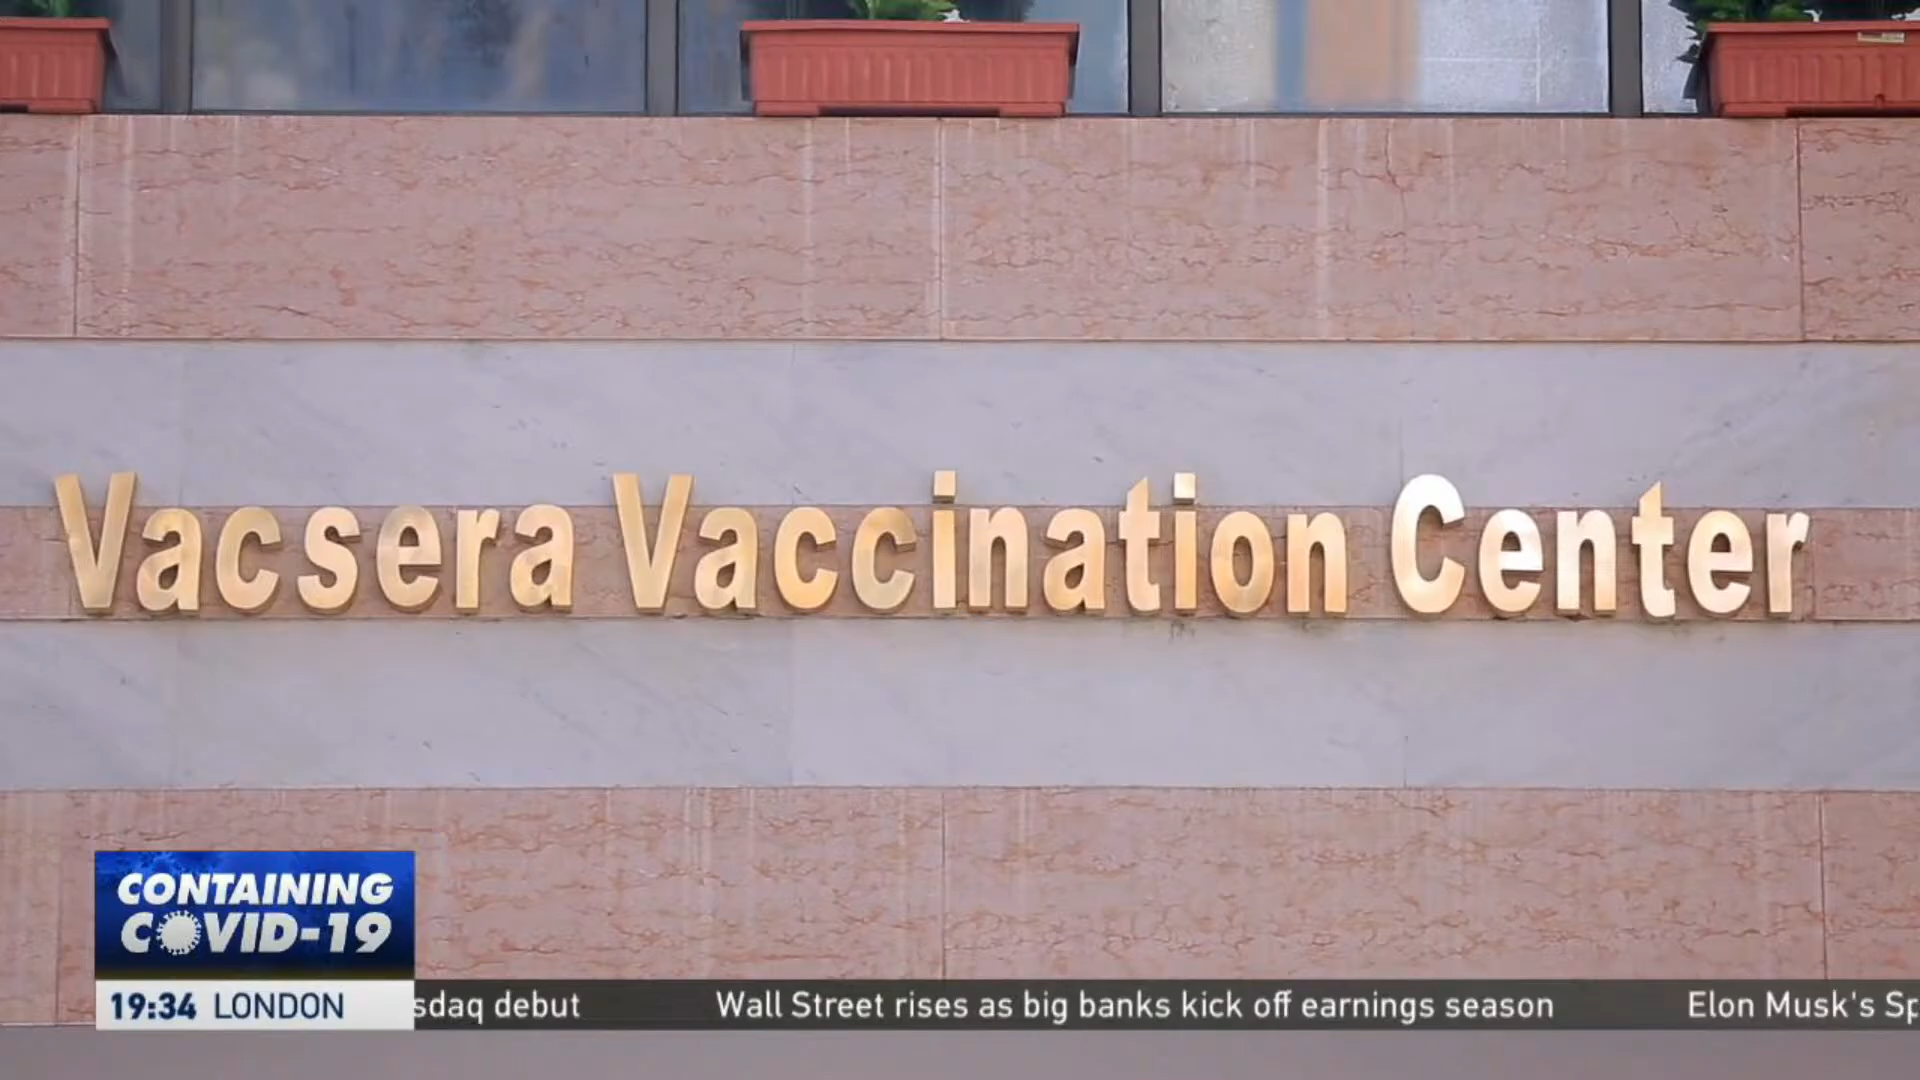 Vacsera Vaccination Center
CONTAINING
COVID-19
19:34 LONDON
sdaq debut Wall Street rises as big banks kick off earnings season Elon Musk's Sp